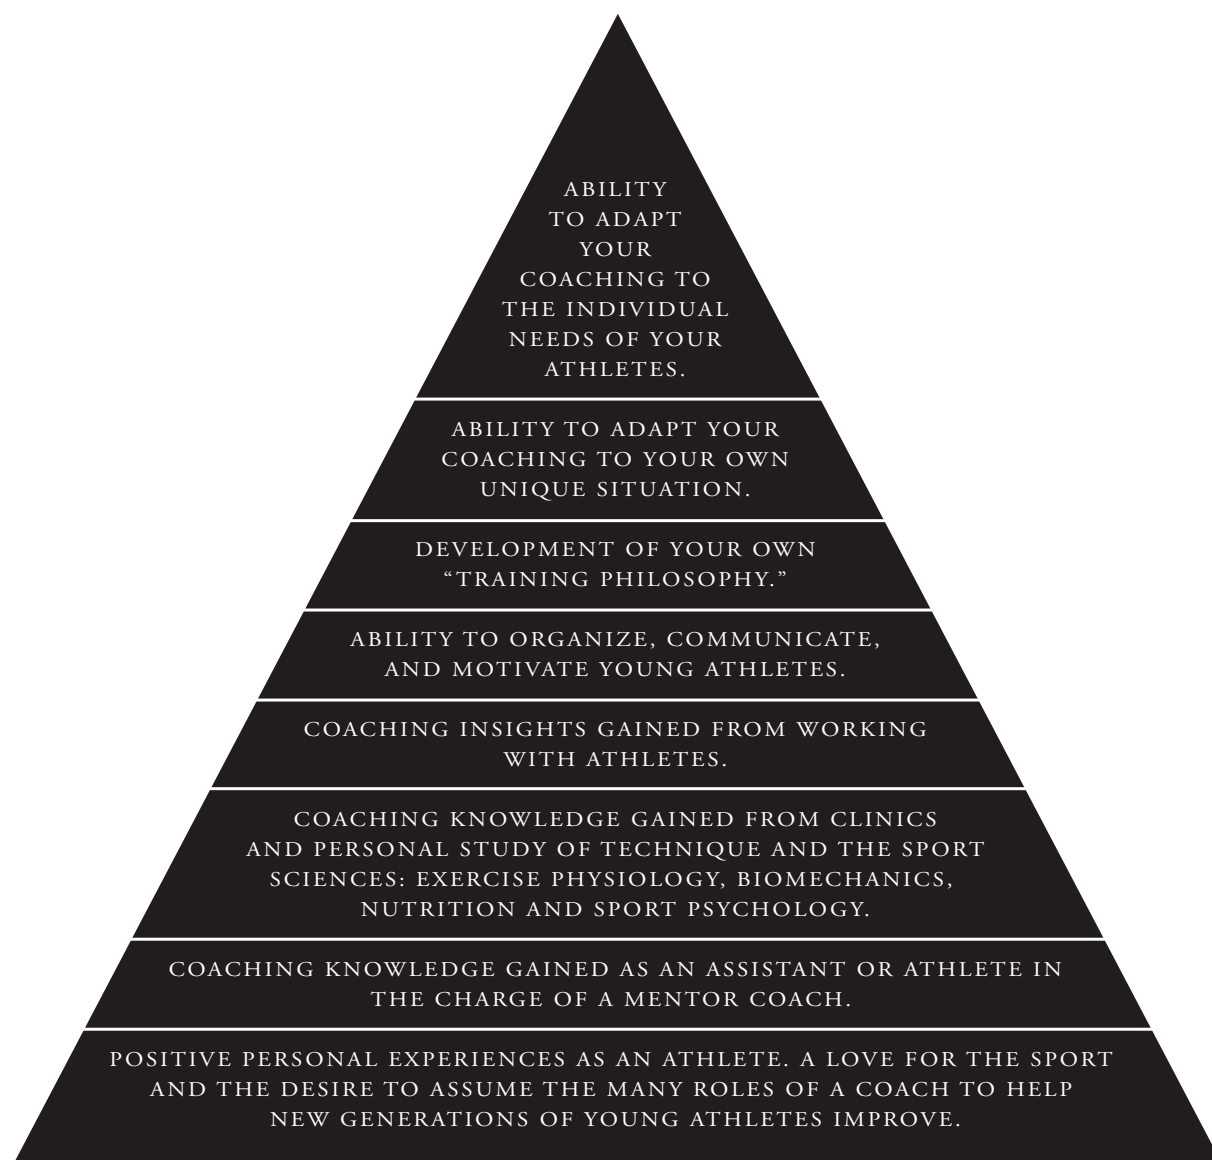 ABILITY
TO ADAPT
YOUR
COACHING TO
THE INDIVIDUAL
NEEDS OF YOUR
ATHLETES.
ABILITY TO ADAPT YOUR
COACHING TO YOUR OWN
UNIQUE SITUATION.
DEVELOPMENT OF YOUR OWN
“TRAINING PHILOSOPHY.”
ABILITY TO ORGANIZE, COMMUNICATE,
AND MOTIVATE YOUNG ATHLETES.
COACHING INSIGHTS GAINED FROM WORKING
WITH ATHLETES.
COACHING KNOWLEDGE GAINED FROM CLINICS
AND PERSONAL STUDY OF TECHNIQUE AND THE SPORT
SCIENCES: EXERCISE PHYSIOLOGY, BIOMECHANICS,
NUTRITION AND SPORT PSYCHOLOGY.
COACHING KNOWLEDGE GAINED AS AN ASSISTANT OR ATHLETE IN
THE CHARGE OF A MENTOR COACH.
POSITIVE PERSONAL EXPERIENCES AS AN ATHLETE. A LOVE FOR THE SPORT
AND THE DESIRE TO ASSUME THE MANY ROLES OF A COACH TO HELP
NEW GENERATIONS OF YOUNG ATHLETES IMPROVE.